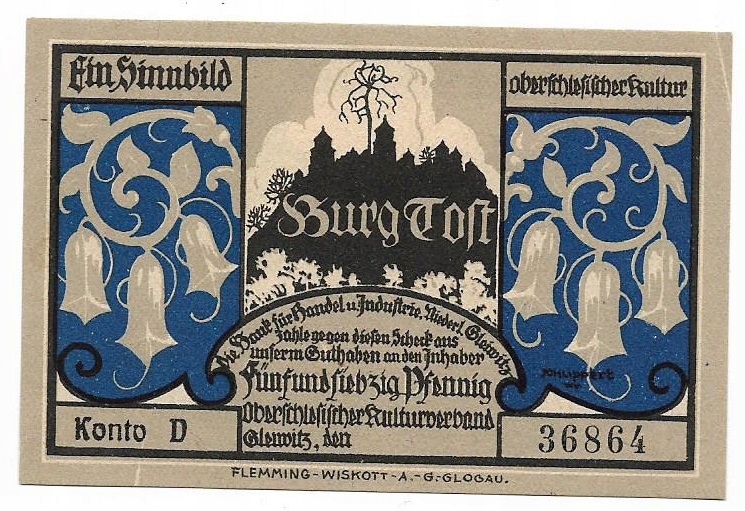 Ein Sinnbild
oberschlesischer Kultur
Burg Tost
Die Bank für Handel u. Industrie, Niederl. Gleiwitz
Zahle gegen diesen Scheck aus
unserm Guthaben an den Inhaber
Fünfundsiebzig Pfennig
Oberschlesischer Kulturverband
Gleiwitz, den
Konto D
36864
FLEMMING-WISKOTT-A.-G.-GLOGAU.